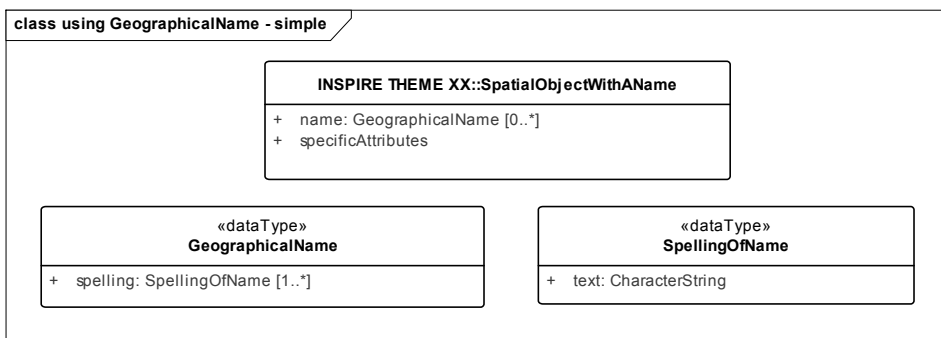 class using GeographicalName - simple
INSPIRE THEME XX::SpatialObjectWithAName
+ name: GeographicalName [0..*]
+ specificAttributes
«dataType»
GeographicalName
+ spelling: SpellingOfName [1..*]
«dataType»
SpellingOfName
+ text: CharacterString